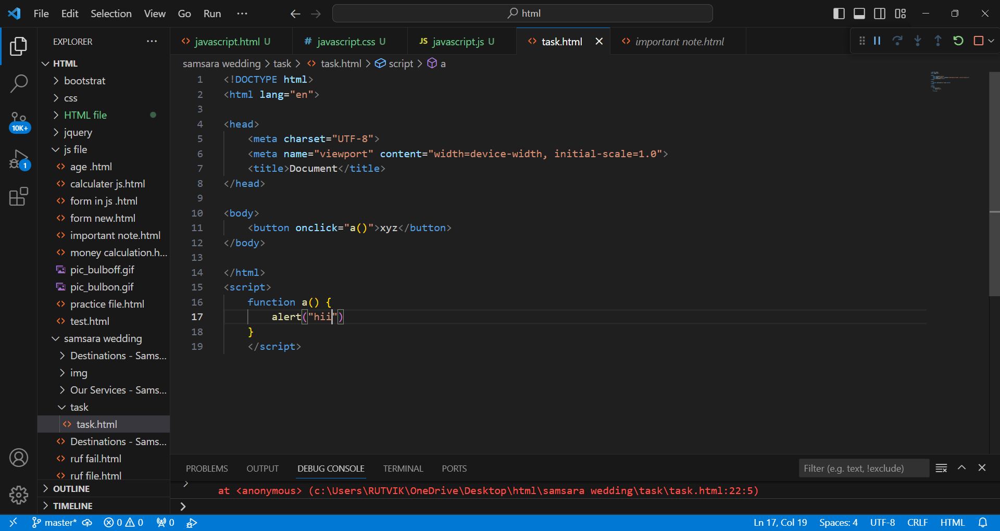 File Edit Selection View Go Run ··· html
EXPLORER ···
HTML
bootstrat
css
HTML file
jquery
js file
age .html
calculater js.html
form in js .html
form new.html
important note.html
money calculation.h...
pic_bulboff.gif
pic_bulbon.gif
practice file.html
test.html
samsara wedding
Destinations - Sams...
img
Our Services - Sams...
task
task.html
Destinations - Sams...
ruf fail.html
ruf file.html
OUTLINE
TIMELINE
10K+
1
javascript.html U # javascript.css U JS javascript.js U task.html important note.html
samsara wedding > task > task.html > script > a
1 <!DOCTYPE html>
2 <html lang="en">
3
4 <head>
5 <meta charset="UTF-8">
6 <meta name="viewport" content="width=device-width, initial-scale=1.0">
7 <title>Document</title>
8 </head>
9
10 <body>
11 <button onclick="a()">xyz</button>
12 </body>
13
14 </html>
15 <script>
16 function a() {
17 alert("hii")
18 }
19 </script>
PROBLEMS OUTPUT DEBUG CONSOLE TERMINAL PORTS Filter (e.g. text, !exclude)
at <anonymous> (c:\Users\RUTVIK\OneDrive\Desktop\html\samsara wedding\task\task.html:22:5)
>
master* 0 0 0 Ln 17, Col 19 Spaces: 4 UTF-8 CRLF HTML